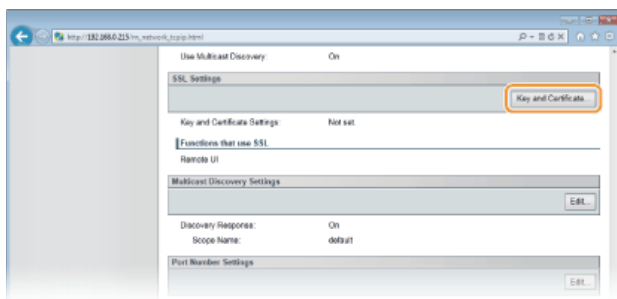 http://192.168.0.215/m_network_tcpip.html
Use Multicast Discovery: On
SSL Settings
Key and Certificate...
Key and Certificate Settings: Not set.
Functions that use SSL
Remote UI
Multicast Discovery Settings
Edit...
Discovery Response: On
Scope Name: default
Port Number Settings
Edit...